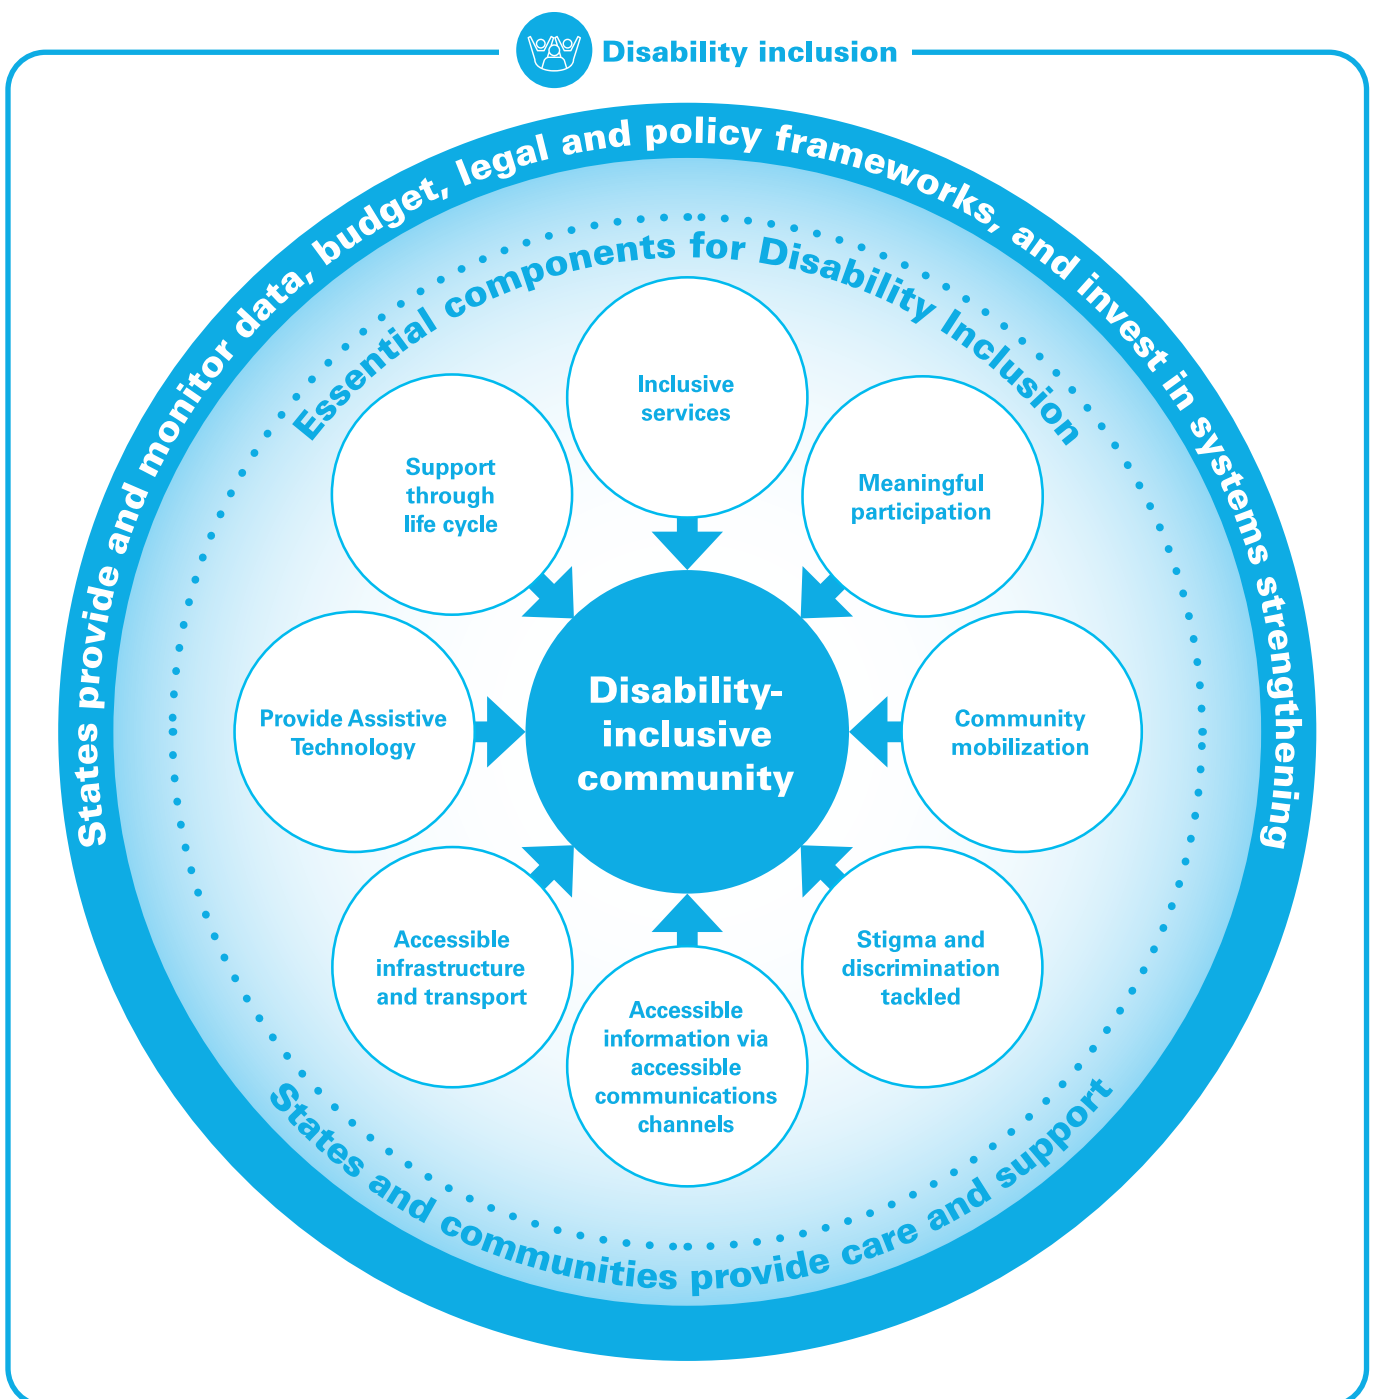 Disability inclusion
States provide and monitor data, budget, legal and policy frameworks, and invest in systems strengthening
Essential components for Disability Inclusion
Inclusive
services
Meaningful
participation
Community
mobilization
Stigma and
discrimination
tackled
Accessible
information via
accessible
communications
channels
Accessible
infrastructure
and transport
Provide Assistive
Technology
Support
through
life cycle
Disability-
inclusive
community
States and communities provide care and support